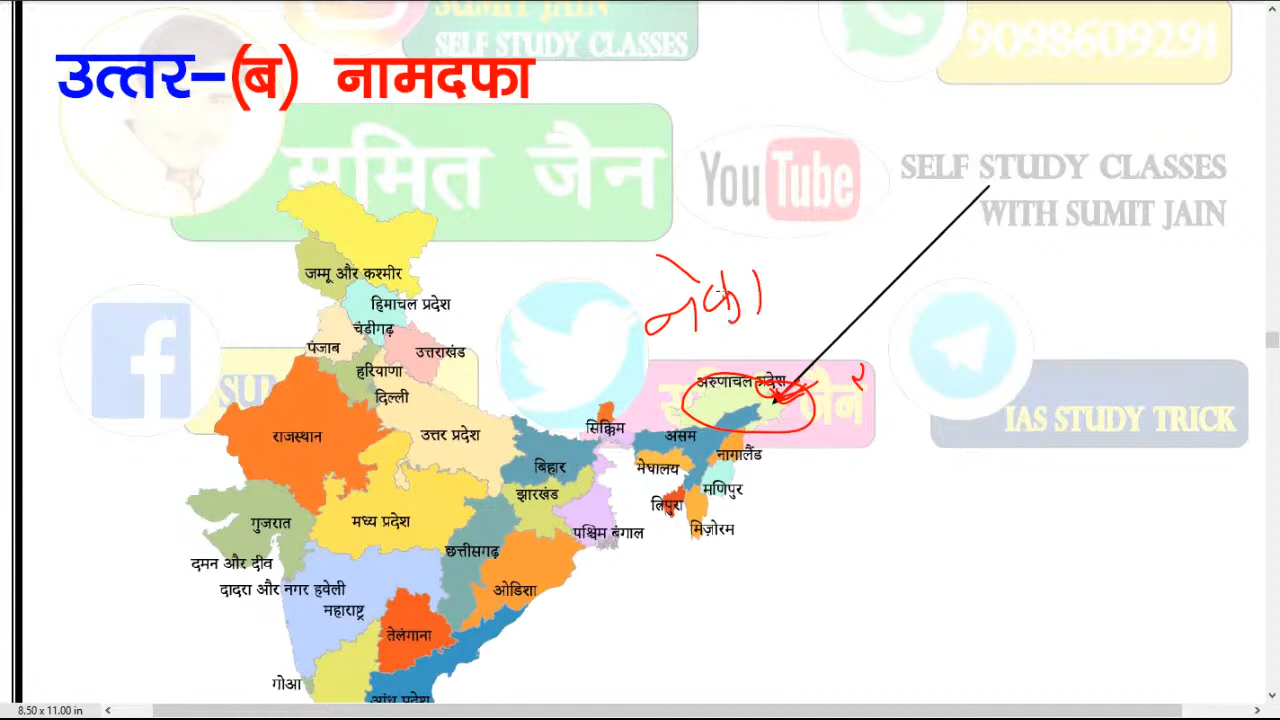 SUMIT JAIN
SELF STUDY CLASSES
9098609291
उत्तर-(ब) नामदफा
सुमित जैन
YouTube
SELF STUDY CLASSES
WITH SUMIT JAIN
जम्मू और कश्मीर
हिमाचल प्रदेश
चंडीगढ़
पंजाब
उत्तराखंड
हरियाणा
दिल्ली
नेफा
अरुणाचल प्रदेश
जैन
IAS STUDY TRICK
राजस्थान
उत्तर प्रदेश
सिक्किम
असम
नागालैंड
बिहार
मेघालय
झारखंड
मणिपुर
त्रिपुरा
गुजरात
मध्य प्रदेश
पश्चिम बंगाल
मिज़ोरम
छत्तीसगढ़
दमन और दीव
दादरा और नगर हवेली
ओडिशा
महाराष्ट्र
तेलंगाना
गोआ
आंध्र प्रदेश
8.50 x 11.00 in